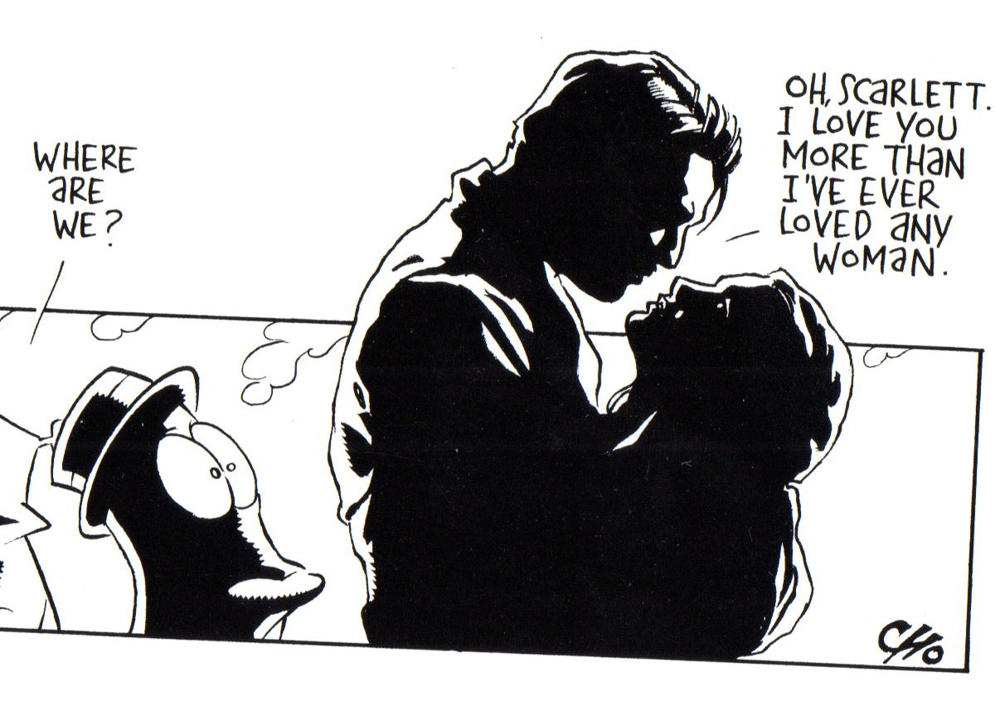 WHERE
aRE
WE?
OH, SCaRLETT.
I LOVE YOU
MORE THaN
I'VE EVER
LOVED aNY
WOMaN.
CHO